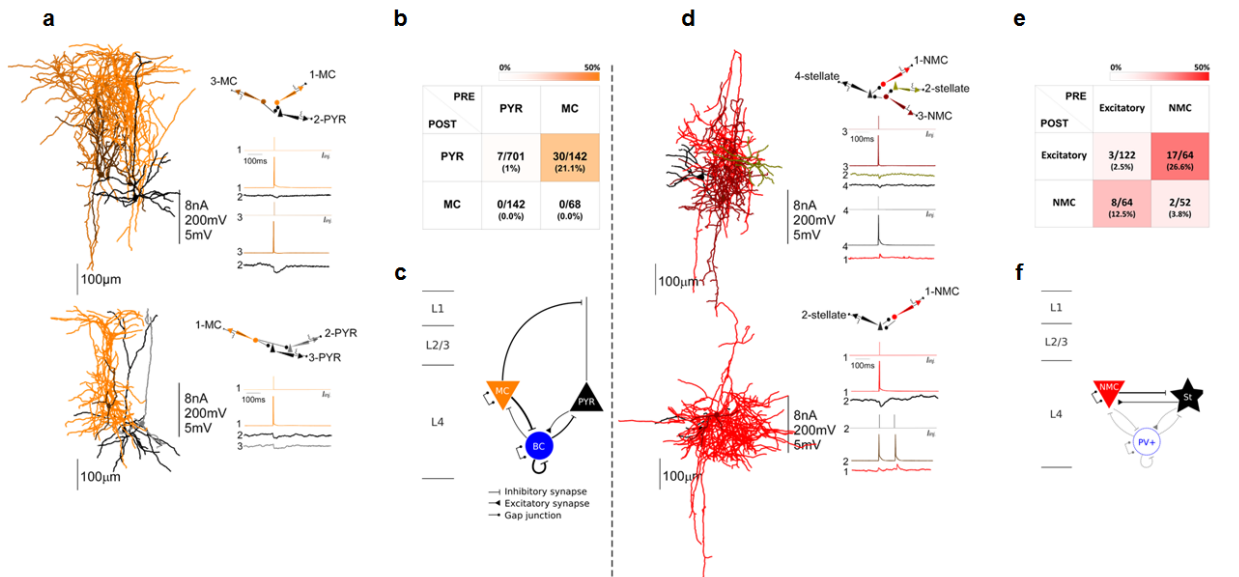 a
3-MC
1-MC
2-PYR
1
100ms
I inj
1
2
3
I inj
3
2
8nA
200mV
5mV
100μm
1-MC
2-PYR
3-PYR
1
100ms
I inj
1
2
3
8nA
200mV
5mV
100μm
b
0%
50%
PRE
POST
PYR
MC
PYR
7/701
(1%)
30/142
(21.1%)
MC
0/142
(0.0%)
0/68
(0.0%)
c
L1
L2/3
L4
MC
PYR
BC
Inhibitory synapse
Excitatory synapse
Gap junction
d
4-stellate
1-NMC
2-stellate
3-NMC
3
100ms
I inj
3
2
4
4
I inj
4
1
8nA
200mV
5mV
100μm
2-stellate
1-NMC
1
100ms
I inj
1
2
2
I inj
2
1
8nA
200mV
5mV
100μm
e
0%
50%
PRE
POST
Excitatory
NMC
Excitatory
3/122
(2.5%)
17/64
(26.6%)
NMC
8/64
(12.5%)
2/52
(3.8%)
f
L1
L2/3
L4
NMC
St
PV+